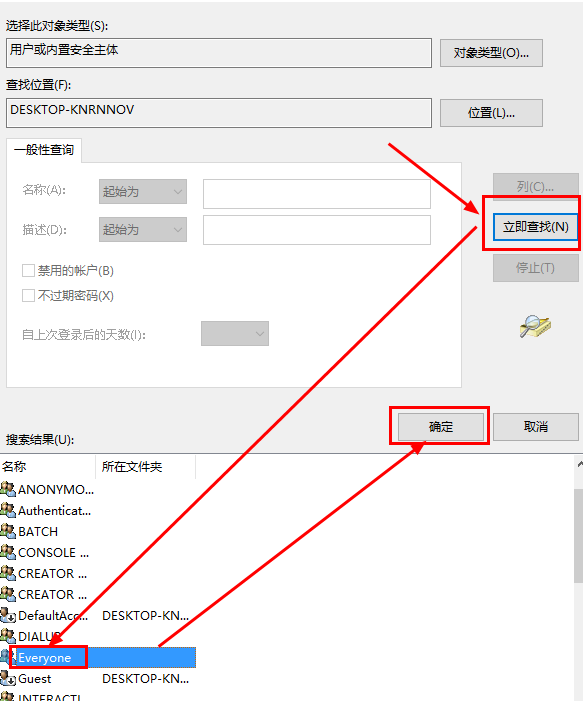 选择此对象类型(S):
用户或内置安全主体
对象类型(O)...
查找位置(F):
DESKTOP-KNRNNOV
位置(L)...
一般性查询
名称(A):
起始为
列(C)...
描述(D):
起始为
立即查找(N)
禁用的帐户(B)
停止(T)
不过期密码(X)
自上次登录后的天数(I):
确定
取消
搜索结果(U):
名称 所在文件夹
ANONYMO...
Authenticat...
BATCH
CONSOLE ...
CREATOR ...
CREATOR ...
DefaultAcc... DESKTOP-KN...
DIALUP
Everyone
Guest DESKTOP-KN...
INTERACTI...